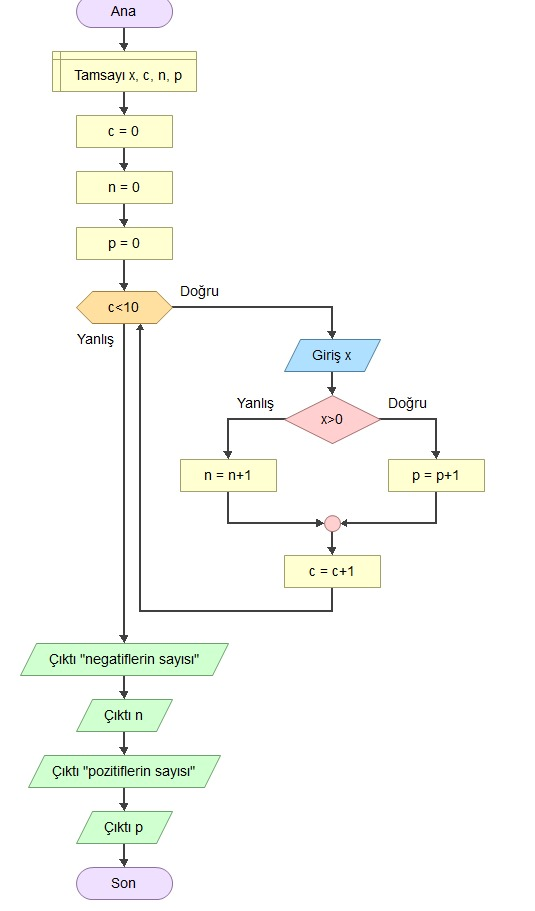 Ana
Tamsayı x, c, n, p
c = 0
n = 0
p = 0
c<10
Doğru
Yanlış
Giriş x
x>0
Yanlış
Doğru
n = n+1
p = p+1
c = c+1
Çıktı "negatiflerin sayısı"
Çıktı n
Çıktı "pozitiflerin sayısı"
Çıktı p
Son